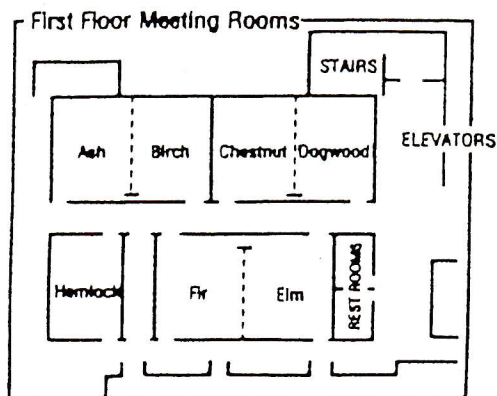 First Floor Meeting Rooms
STAIRS
ELEVATORS
Ash Birch Chestnut Dogwood
Hemlock Fir Elm REST ROOMS